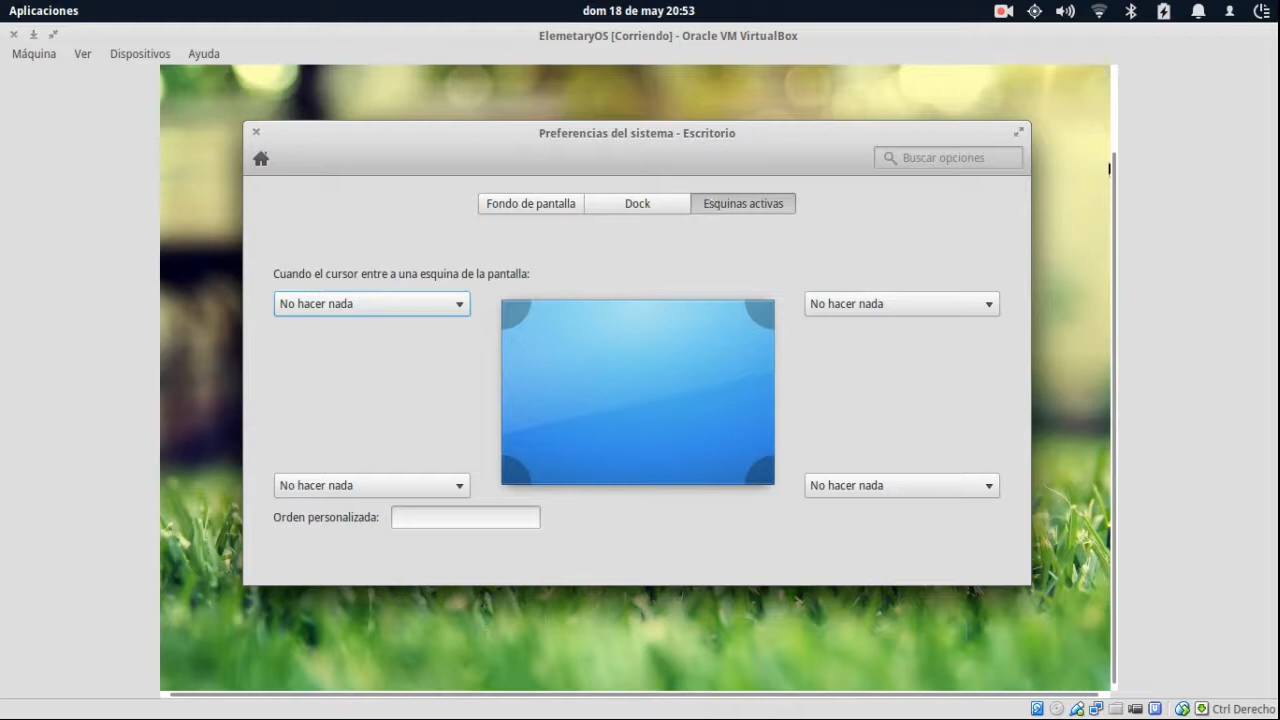 Aplicaciones
dom 18 de may 20:53
ElemetaryOS [Corriendo] - Oracle VM VirtualBox
Máquina Ver Dispositivos Ayuda
Preferencias del sistema - Escritorio
Buscar opciones
Fondo de pantalla Dock Esquinas activas
Cuando el cursor entre a una esquina de la pantalla:
No hacer nada No hacer nada
No hacer nada No hacer nada
Orden personalizada:
Ctrl Derecho